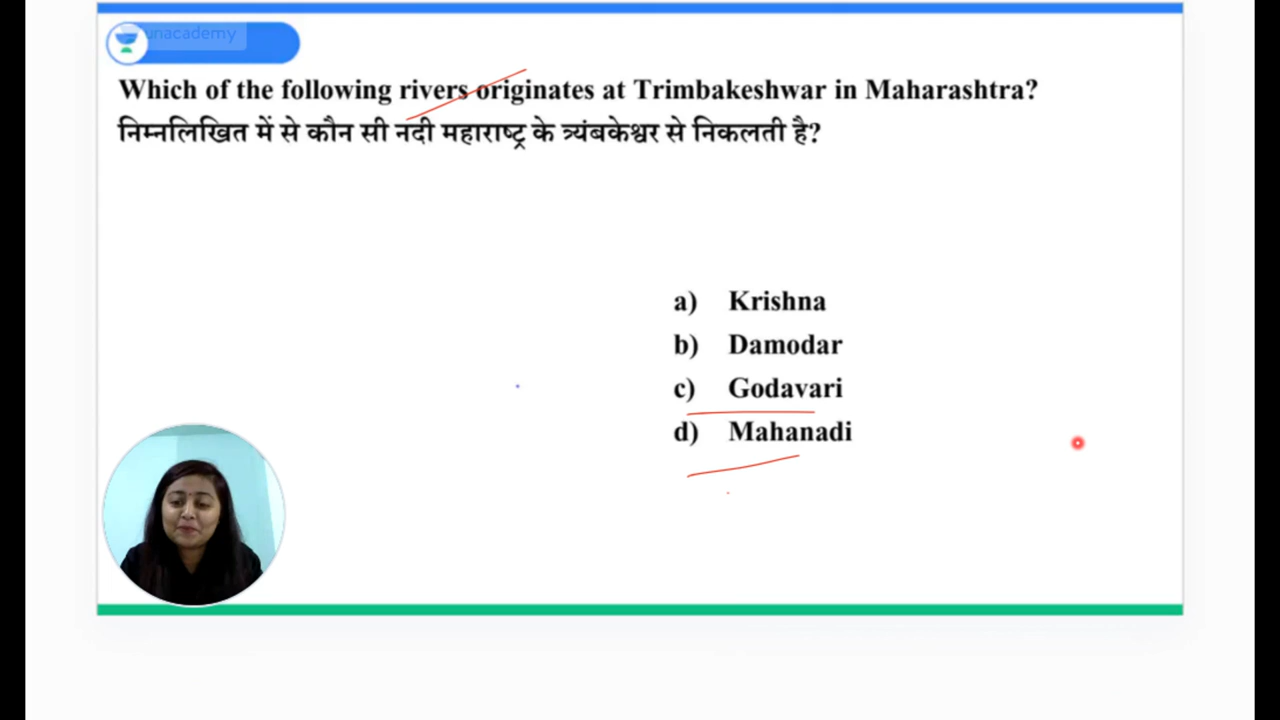 unacademy
Which of the following rivers originates at Trimbakeshwar in Maharashtra?
निम्नलिखित में से कौन सी नदी महाराष्ट्र के त्र्यंबकेश्वर से निकलती है?
a) Krishna
b) Damodar
c) Godavari
d) Mahanadi